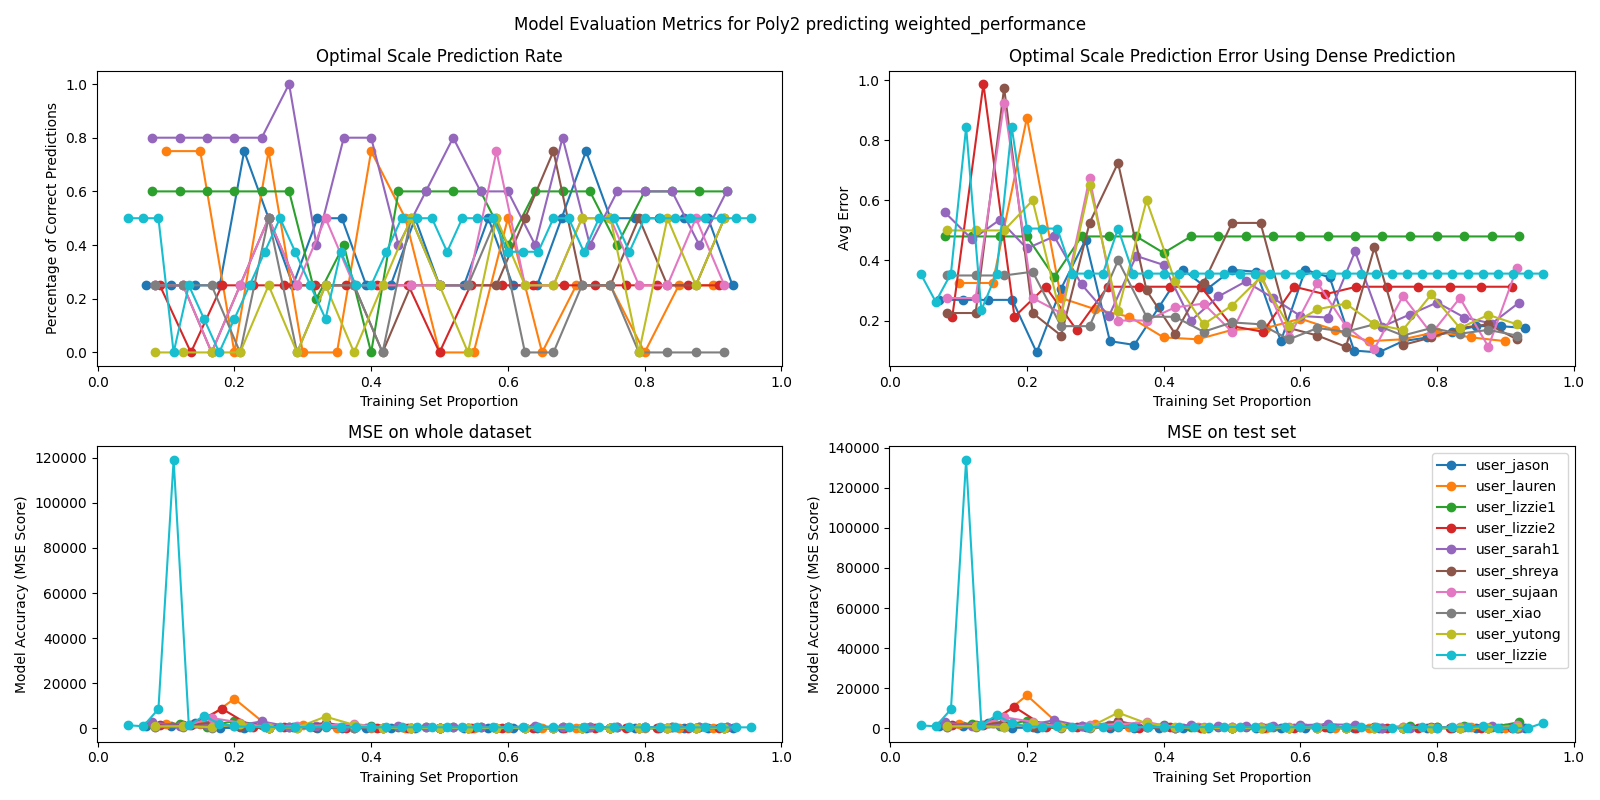 Model Evaluation Metrics for Poly2 predicting weighted_performance
Optimal Scale Prediction Rate
Percentage of Correct Predictions
1.0
0.8
0.6
0.4
0.2
0.0
0.0 0.2 0.4 0.6 0.8 1.0
Training Set Proportion
Optimal Scale Prediction Error Using Dense Prediction
Avg Error
1.0
0.8
0.6
0.4
0.2
0.0 0.2 0.4 0.6 0.8 1.0
Training Set Proportion
MSE on whole dataset
Model Accuracy (MSE Score)
120000
100000
80000
60000
40000
20000
0
0.0 0.2 0.4 0.6 0.8 1.0
Training Set Proportion
MSE on test set
Model Accuracy (MSE Score)
140000
120000
100000
80000
60000
40000
20000
0
0.0 0.2 0.4 0.6 0.8 1.0
Training Set Proportion
user_jason
user_lauren
user_lizzie1
user_lizzie2
user_sarah1
user_shreya
user_sujaan
user_xiao
user_yutong
user_lizzie